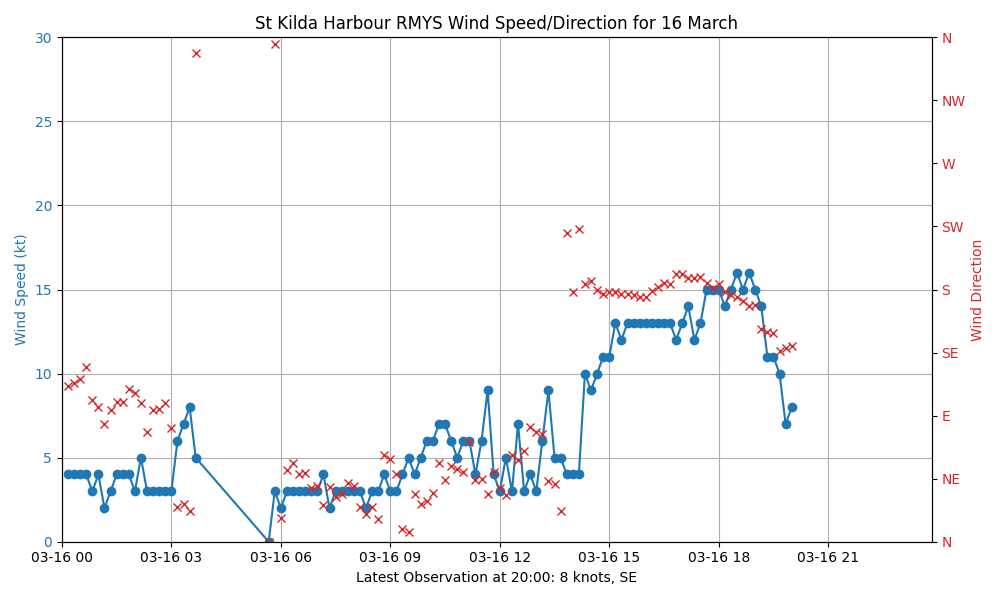 St Kilda Harbour RMYS Wind Speed/Direction for 16 March
30
25
20
15
10
5
0
Wind Speed (kt)
N
NW
W
SW
S
SE
E
NE
N
Wind Direction
03-16 00 03-16 03 03-16 06 03-16 09 03-16 12 03-16 15 03-16 18 03-16 21
Latest Observation at 20:00: 8 knots, SE